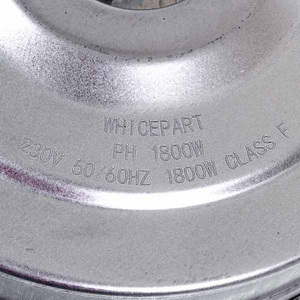 WHICEPART
PH 1800W
230V 50/60HZ 1800W CLASS F